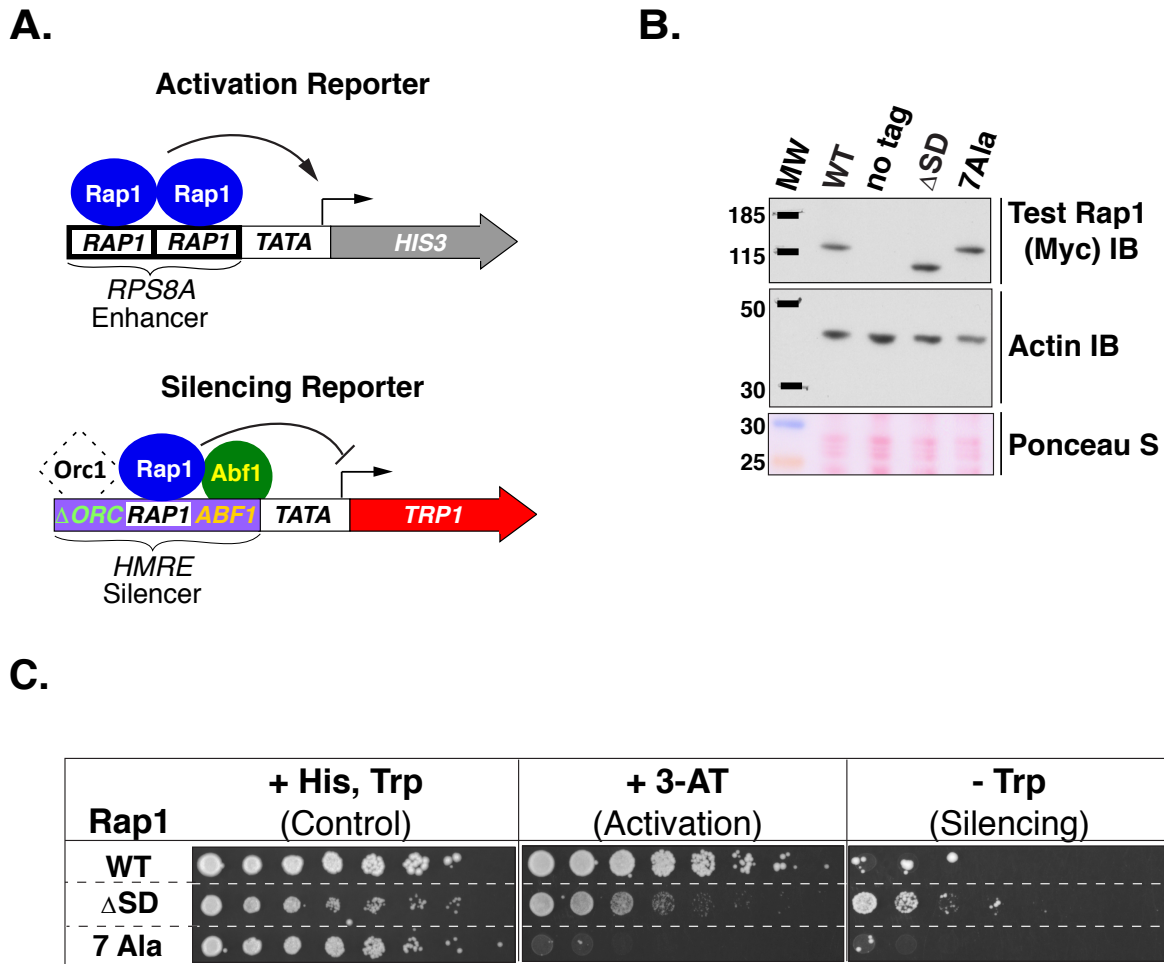 A.
Activation Reporter
Rap1 Rap1
RAP1 RAP1 TATA HIS3
RPS8A
Enhancer
Silencing Reporter
Orc1 Rap1 Abf1
ΔORC RAP1 ABF1 TATA TRP1
HMRE
Silencer
B.
MW WT no tag ΔSD 7Ala
185
115
Test Rap1
(Myc) IB
50
30
Actin IB
30
25
Ponceau S
C.
Rap1
+ His, Trp
(Control)
+ 3-AT
(Activation)
- Trp
(Silencing)
WT
ΔSD
7 Ala